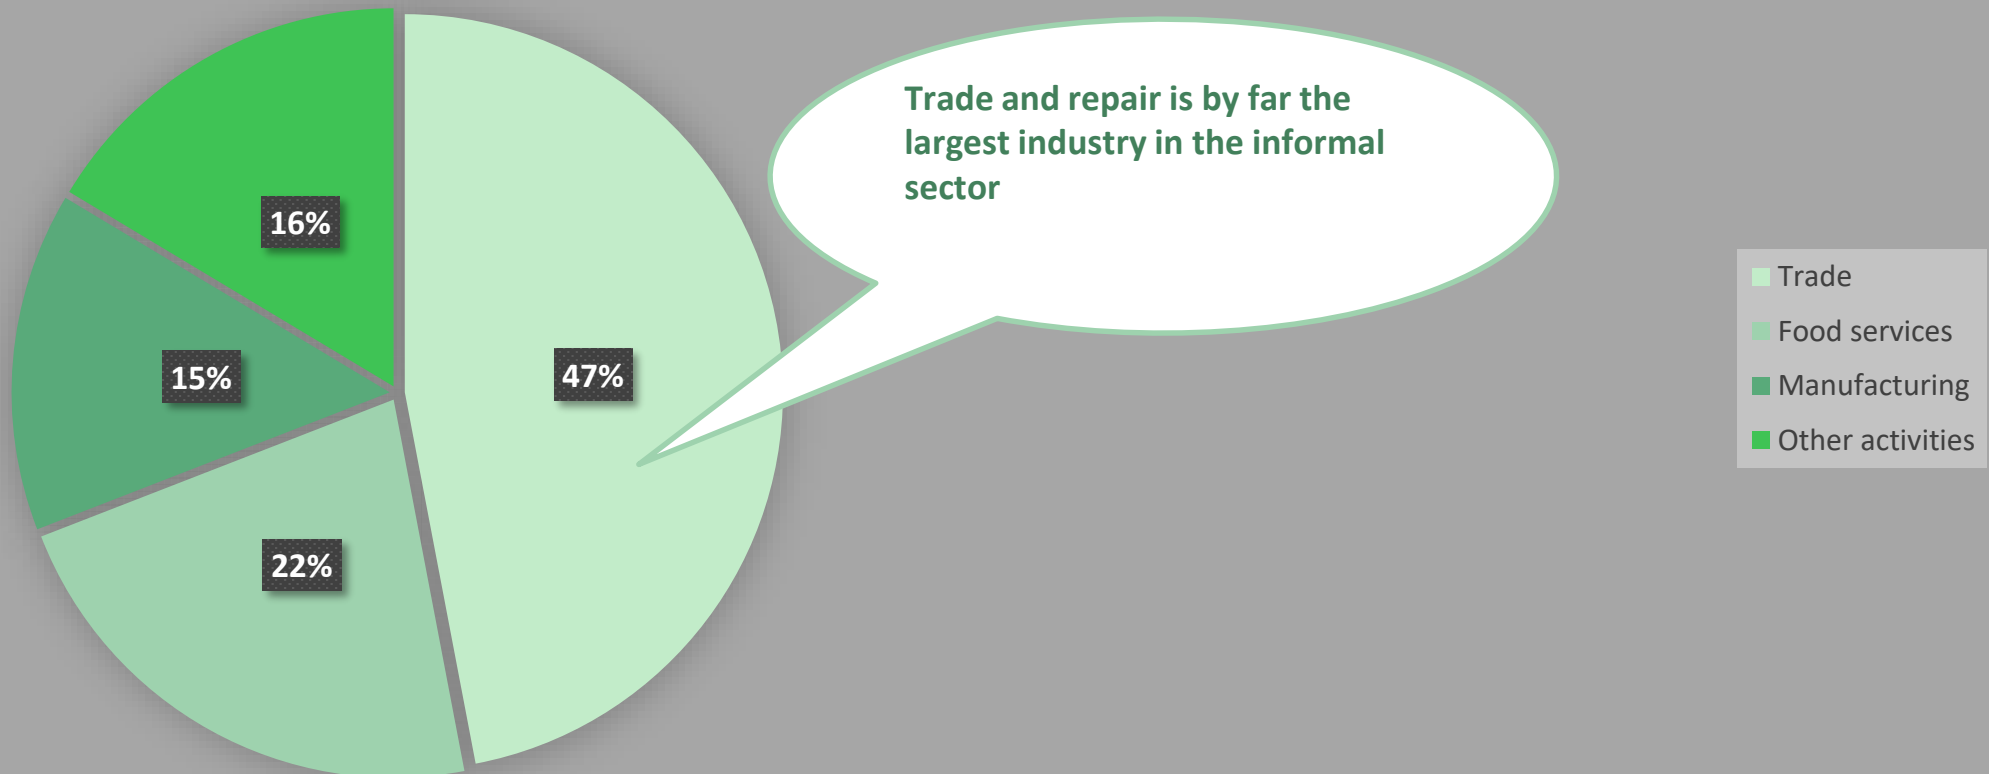 Trade and repair is by far the
largest industry in the informal
sector
16%
47%
15%
22%
Trade
Food services
Manufacturing
Other activities